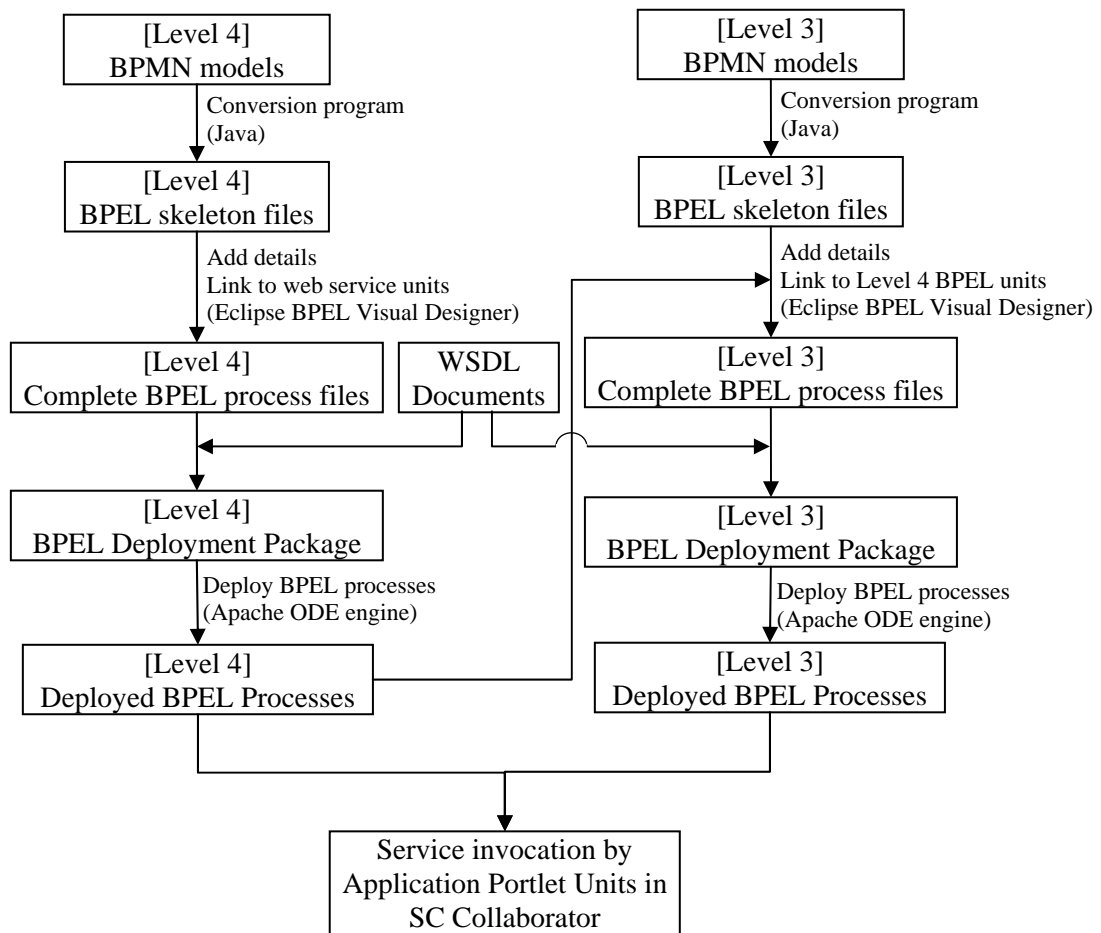 [Level 4]
BPMN models
[Level 3]
BPMN models
Conversion program
(Java)
Conversion program
(Java)
[Level 4]
BPEL skeleton files
[Level 3]
BPEL skeleton files
Add details
Link to web service units
(Eclipse BPEL Visual Designer)
Add details
Link to Level 4 BPEL units
(Eclipse BPEL Visual Designer)
[Level 4]
Complete BPEL process files
WSDL
Documents
[Level 3]
Complete BPEL process files
[Level 4]
BPEL Deployment Package
[Level 3]
BPEL Deployment Package
Deploy BPEL processes
(Apache ODE engine)
Deploy BPEL processes
(Apache ODE engine)
[Level 4]
Deployed BPEL Processes
[Level 3]
Deployed BPEL Processes
Service invocation by
Application Portlet Units in
SC Collaborator